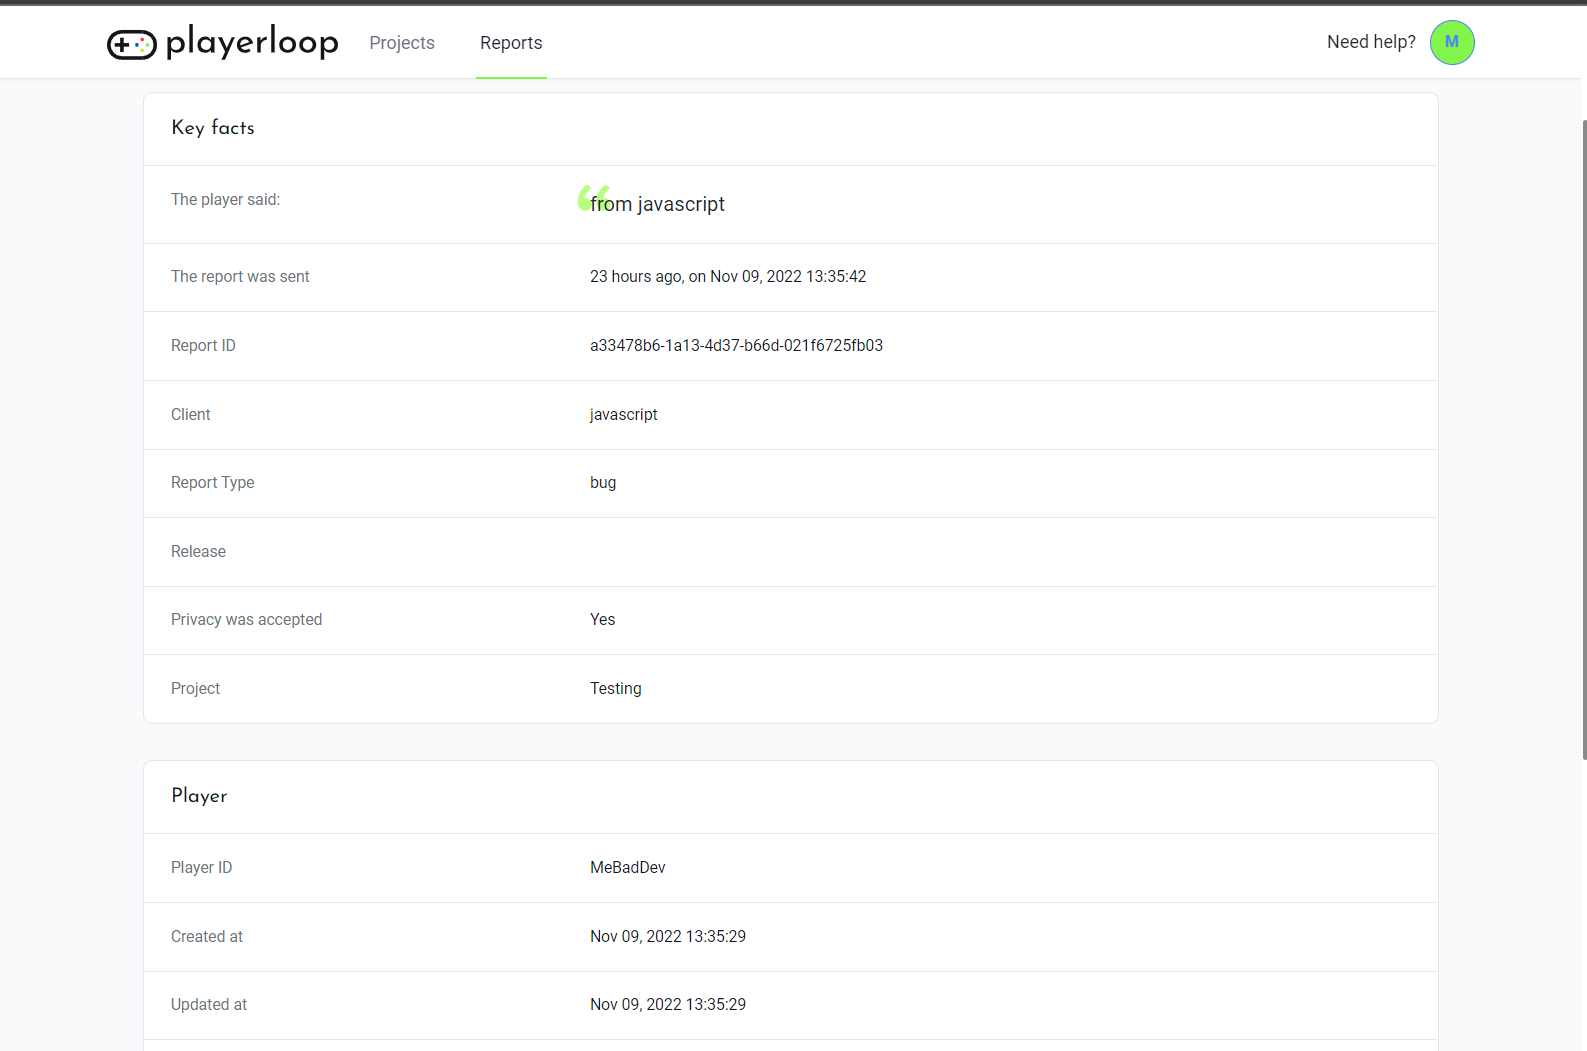 playerloop Projects Reports Need help? M
Key facts
The player said: “ from javascript
The report was sent 23 hours ago, on Nov 09, 2022 13:35:42
Report ID a33478b6-1a13-4d37-b66d-021f6725fb03
Client javascript
Report Type bug
Release
Privacy was accepted Yes
Project Testing
Player
Player ID MeBadDev
Created at Nov 09, 2022 13:35:29
Updated at Nov 09, 2022 13:35:29